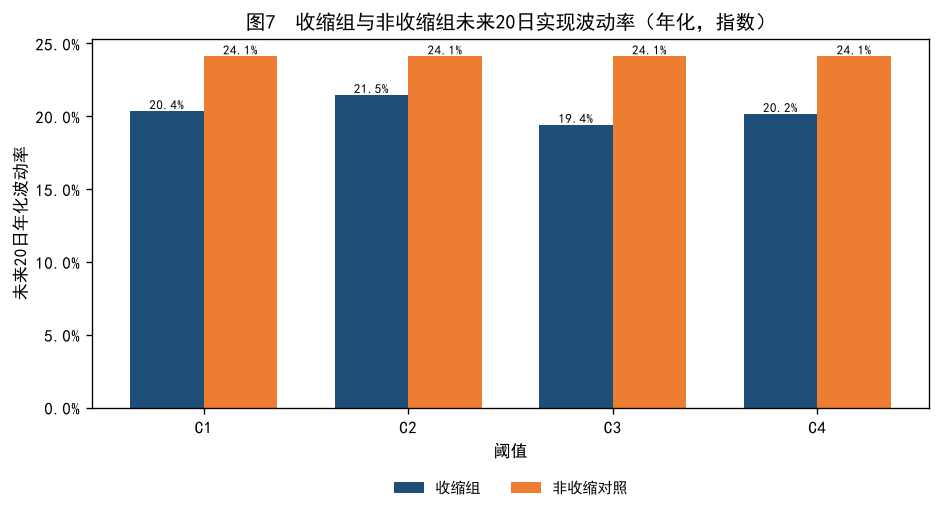 图7　收缩组与非收缩组未来20日实现波动率（年化，指数）
未来20日年化波动率
25.0%
20.0%
15.0%
10.0%
5.0%
0.0%
20.4%
24.1%
21.5%
24.1%
19.4%
24.1%
20.2%
24.1%
C1
C2
C3
C4
阈值
收缩组
非收缩对照